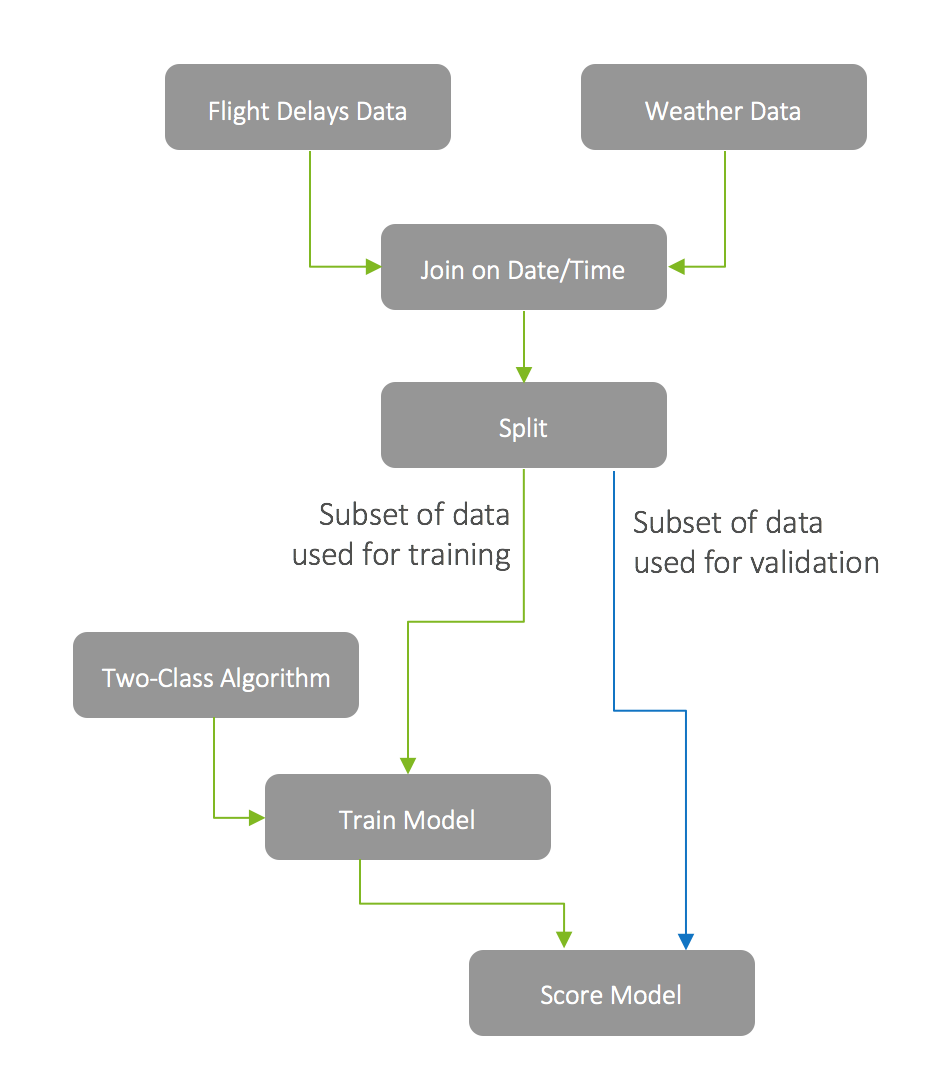 Flight Delays Data
Weather Data
Join on Date/Time
Split
Subset of data
used for training
Subset of data
used for validation
Two-Class Algorithm
Train Model
Score Model